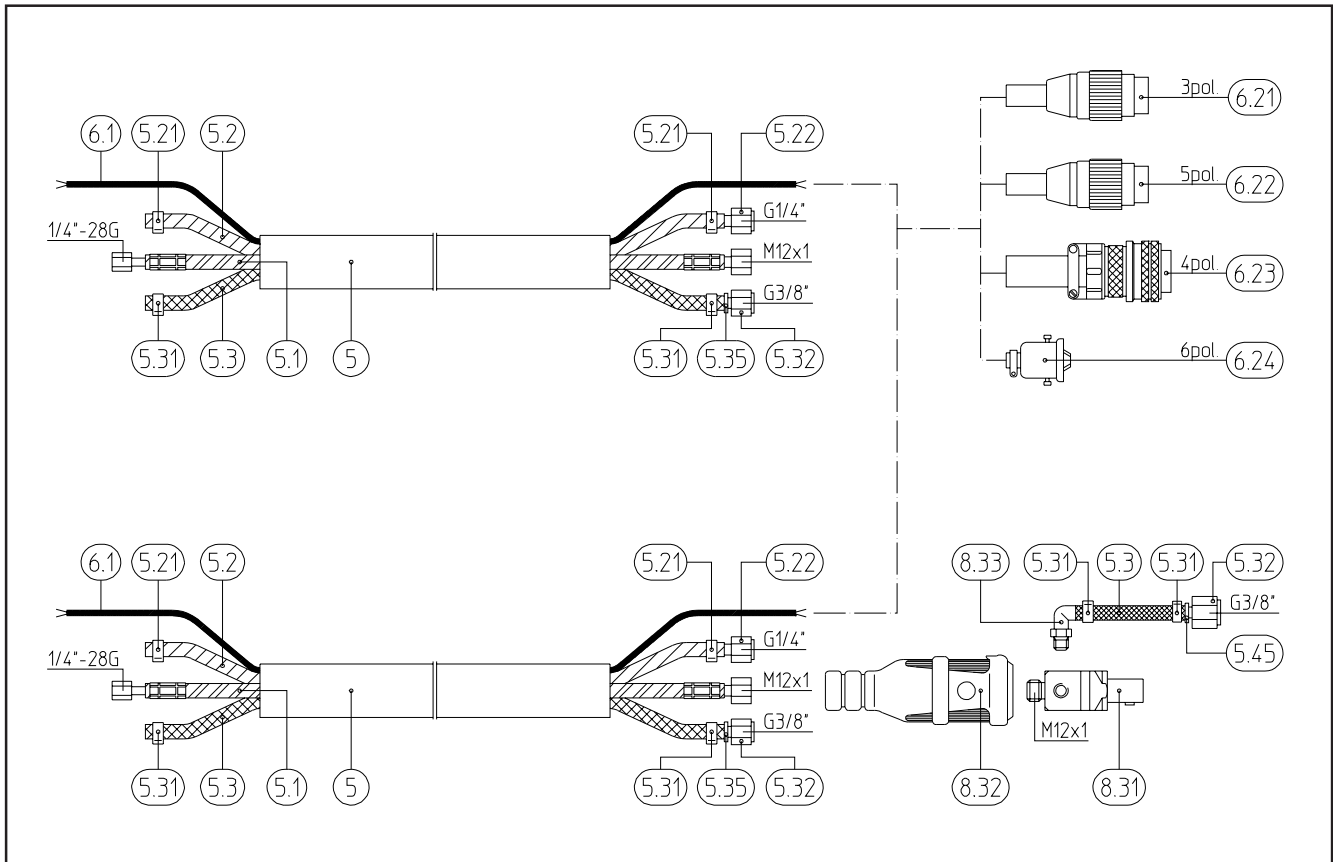 3pol. 6.21
6.1 5.21 5.2 5.21 5.22
5pol. 6.22
G1/4"
1/4"-28G M12x1
4pol. 6.23
G3/8"
5.31 5.3 5.1 5 5.31 5.35 5.32 6pol. 6.24
6.1 5.21 5.2 5.21 5.22 8.33 5.31 5.3 5.31 5.32
G3/8"
G1/4"
1/4"-28G M12x1 5.45
G3/8" M12x1
5.31 5.3 5.1 5 5.31 5.35 5.32 8.32 8.31